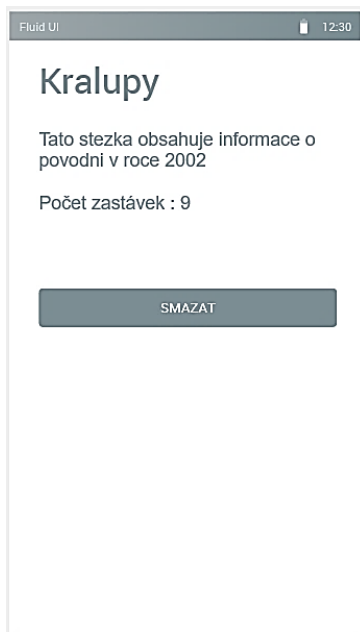 Fluid UI 12:30
Kralupy
Tato stezka obsahuje informace o
povodni v roce 2002
Počet zastávek : 9
SMAZAT